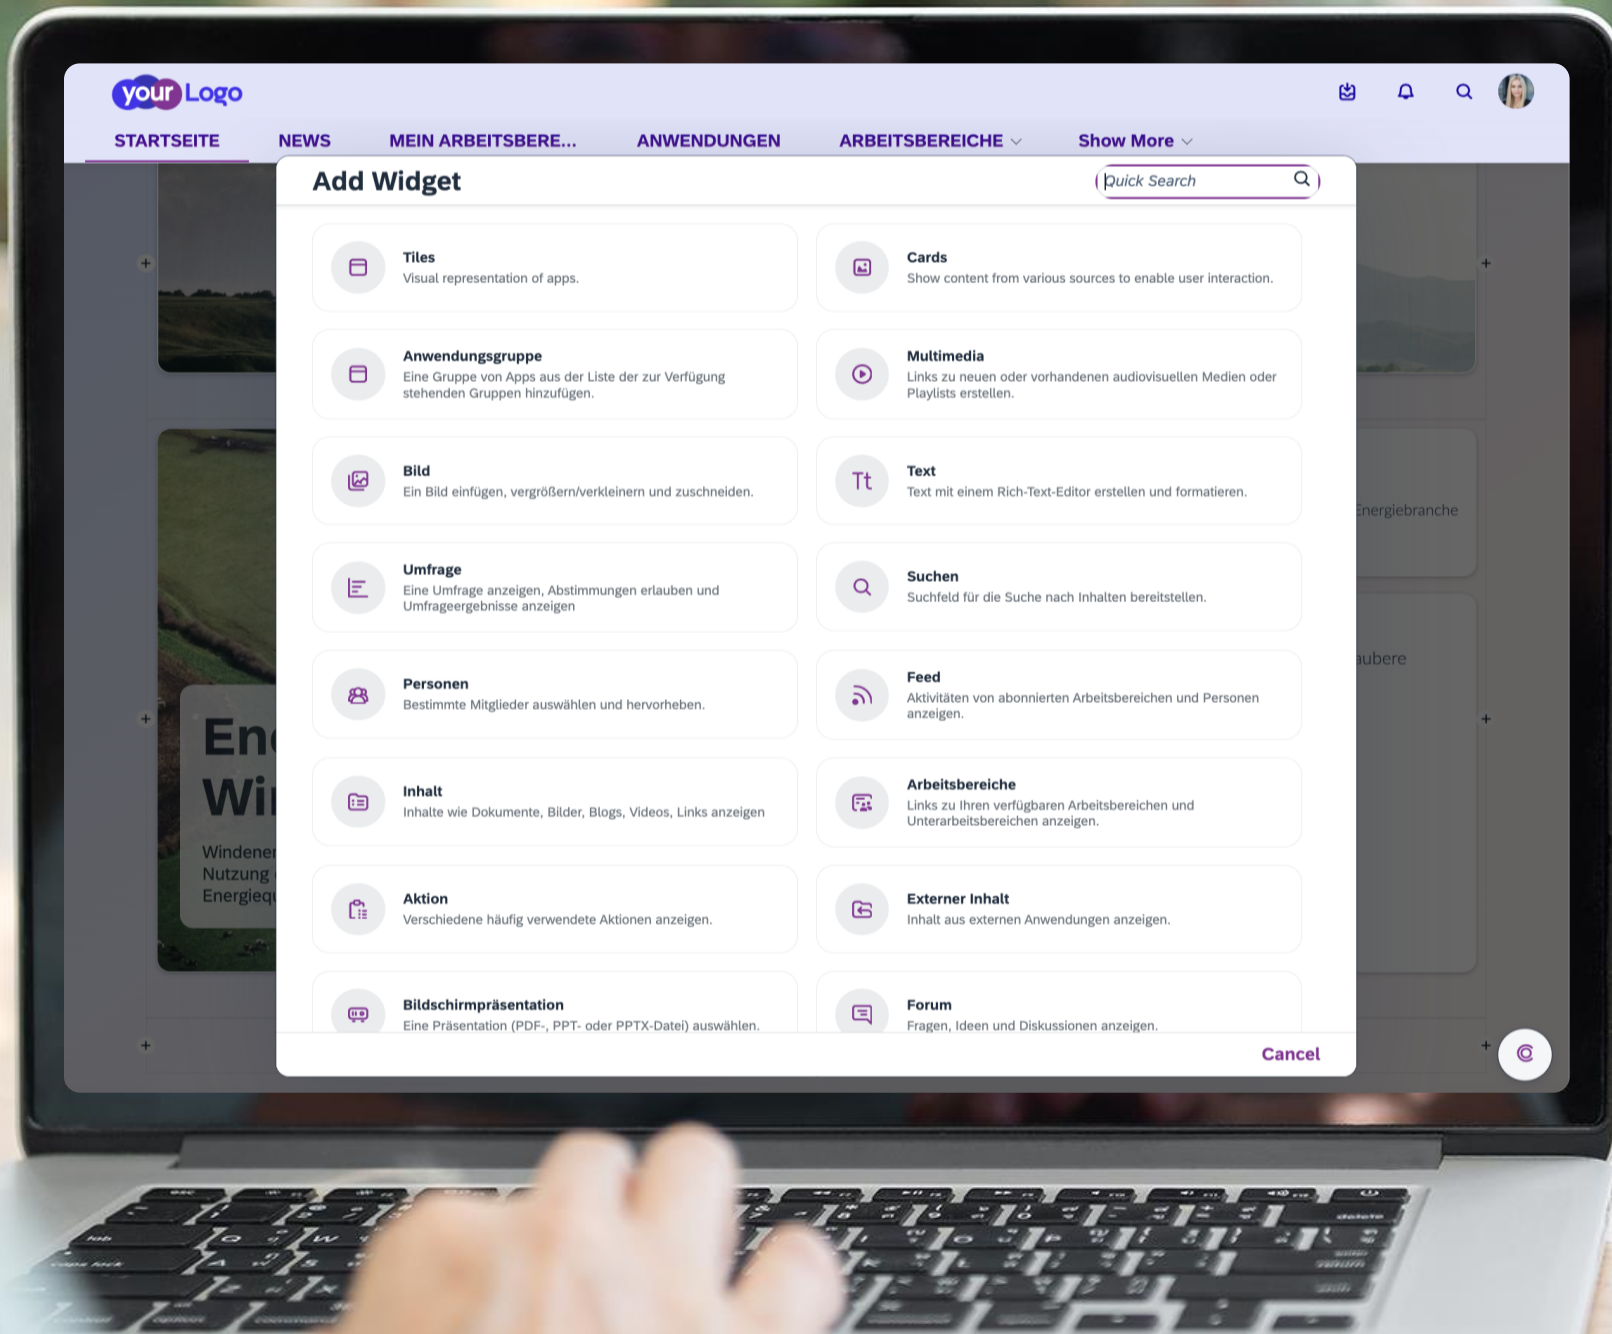 your Logo
STARTSEITE
NEWS
MEIN ARBEITSBERE...
ANWENDUNGEN
ARBEITSBEREICHE
Show More
Add Widget
Quick Search
Tiles
Visual representation of apps.
Cards
Show content from various sources to enable user interaction.
Anwendungsgruppe
Eine Gruppe von Apps aus der Liste der zur Verfügung
stehenden Gruppen hinzufügen.
Multimedia
Links zu neuen oder vorhandenen audiovisuellen Medien oder
Playlists erstellen.
Bild
Ein Bild einfügen, vergrößern/verkleinern und zuschneiden.
Text
Text mit einem Rich-Text-Editor erstellen und formatieren.
Umfrage
Eine Umfrage anzeigen, Abstimmungen erlauben und
Umfrageergebnisse anzeigen
Suchen
Suchfeld für die Suche nach Inhalten bereitstellen.
Personen
Bestimmte Mitglieder auswählen und hervorheben.
Feed
Aktivitäten von abonnierten Arbeitsbereichen und Personen
anzeigen.
Inhalt
Inhalte wie Dokumente, Bilder, Blogs, Videos, Links anzeigen
Arbeitsbereiche
Links zu Ihren verfügbaren Arbeitsbereichen und
Unterarbeitsbereichen anzeigen.
Aktion
Verschiedene häufig verwendete Aktionen anzeigen.
Externer Inhalt
Inhalt aus externen Anwendungen anzeigen.
Bildschirmpräsentation
Eine Präsentation (PDF-, PPT- oder PPTX-Datei) auswählen.
Forum
Fragen, Ideen und Diskussionen anzeigen.
Cancel
Energiebranche
aubere
En
Wi
Windener
Nutzung
Energiequ